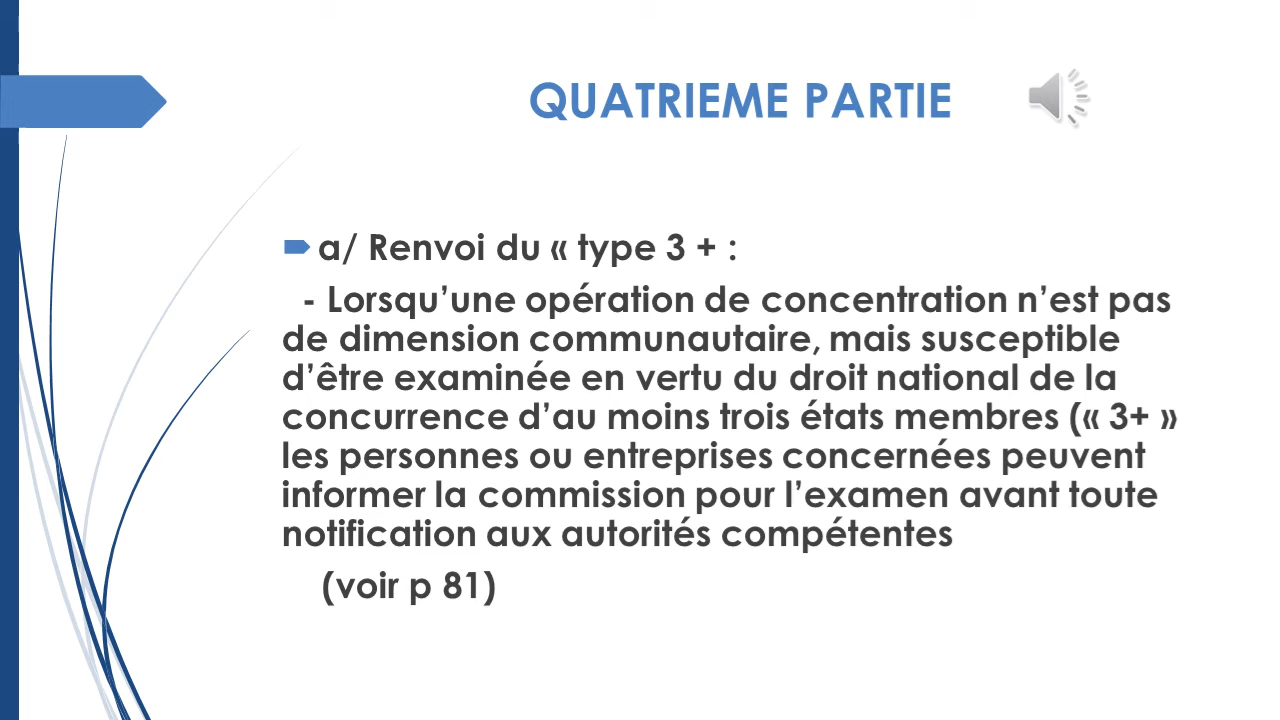 QUATRIEME PARTIE
a/ Renvoi du « type 3 + :
- Lorsqu’une opération de concentration n’est pas
de dimension communautaire, mais susceptible
d’être examinée en vertu du droit national de la
concurrence d’au moins trois états membres (« 3+ »
les personnes ou entreprises concernées peuvent
informer la commission pour l’examen avant toute
notification aux autorités compétentes
(voir p 81)